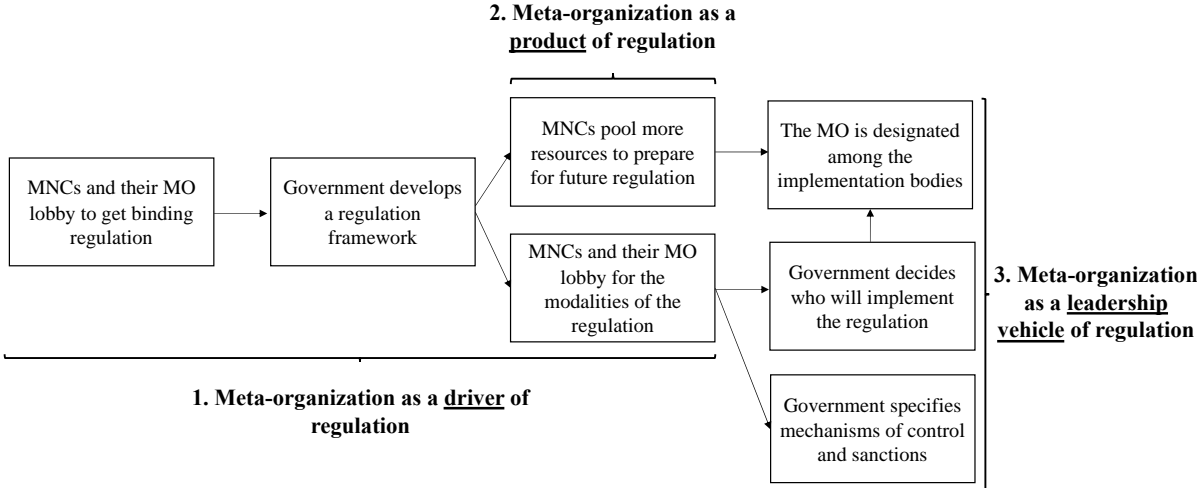 2. Meta-organization as a
product of regulation
MNCs and their MO
lobby to get binding
regulation
Government develops
a regulation
framework
MNCs pool more
resources to prepare
for future regulation
The MO is designated
among the
implementation bodies
MNCs and their MO
lobby for the
modalities of the
regulation
Government decides
who will implement
the regulation
Government specifies
mechanisms of control
and sanctions
1. Meta-organization as a driver of
regulation
3. Meta-organization
as a leadership
vehicle of regulation